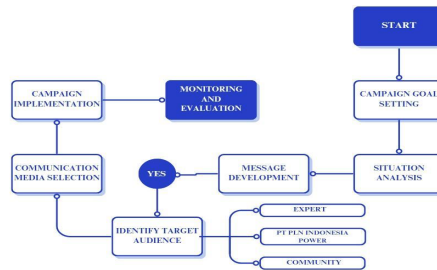 START
CAMPAIGN GOAL
SETTING
SITUATION
ANALYSIS
MESSAGE
DEVELOPMENT
YES
IDENTIFY TARGET
AUDIENCE
EXPERT
PT PLN INDONESIA
POWER
COMMUNITY
COMMUNICATION
MEDIA SELECTION
CAMPAIGN
IMPLEMENTATION
MONITORING
AND
EVALUATION